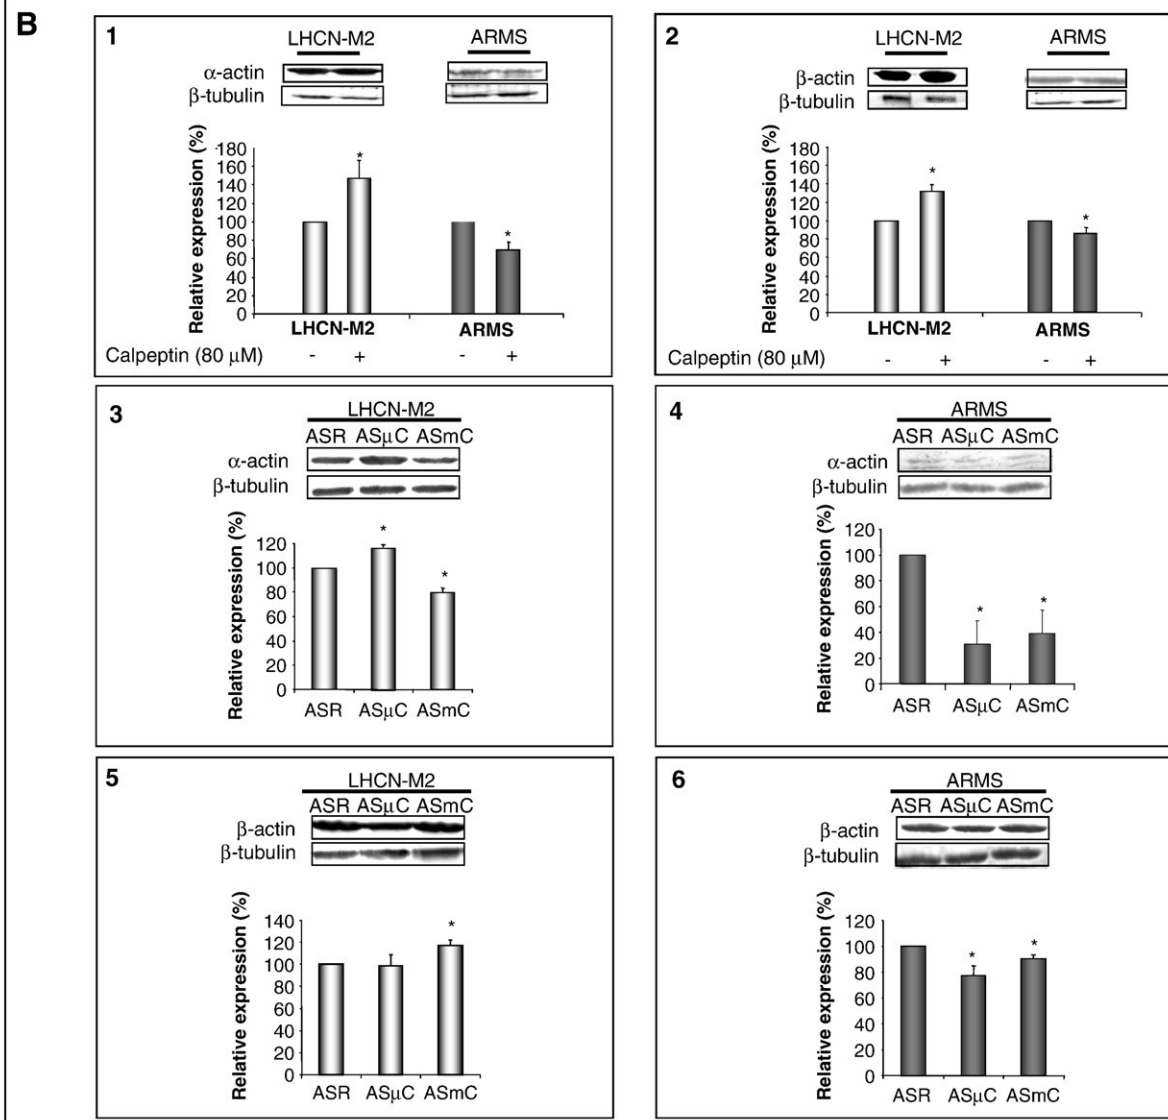 B
1
LHCN-M2 ARMS
α-actin
β-tubulin
Relative expression (%)
180
160
140
120
100
80
60
40
20
0
* *
LHCN-M2 ARMS
Calpeptin (80 µM) - + - +
2
LHCN-M2 ARMS
β-actin
β-tubulin
Relative expression (%)
180
160
140
120
100
80
60
40
20
0
* *
LHCN-M2 ARMS
Calpeptin (80 µM) - + - +
3
LHCN-M2
ASR ASµC ASmC
α-actin
β-tubulin
Relative expression (%)
120
100
80
60
40
20
0
* *
ASR ASµC ASmC
4
ARMS
ASR ASµC ASmC
α-actin
β-tubulin
Relative expression (%)
120
100
80
60
40
20
0
* *
ASR ASµC ASmC
5
LHCN-M2
ASR ASµC ASmC
β-actin
β-tubulin
Relative expression (%)
140
120
100
80
60
40
20
0
*
ASR ASµC ASmC
6
ARMS
ASR ASµC ASmC
β-actin
β-tubulin
Relative expression (%)
120
100
80
60
40
20
0
* *
ASR ASµC ASmC